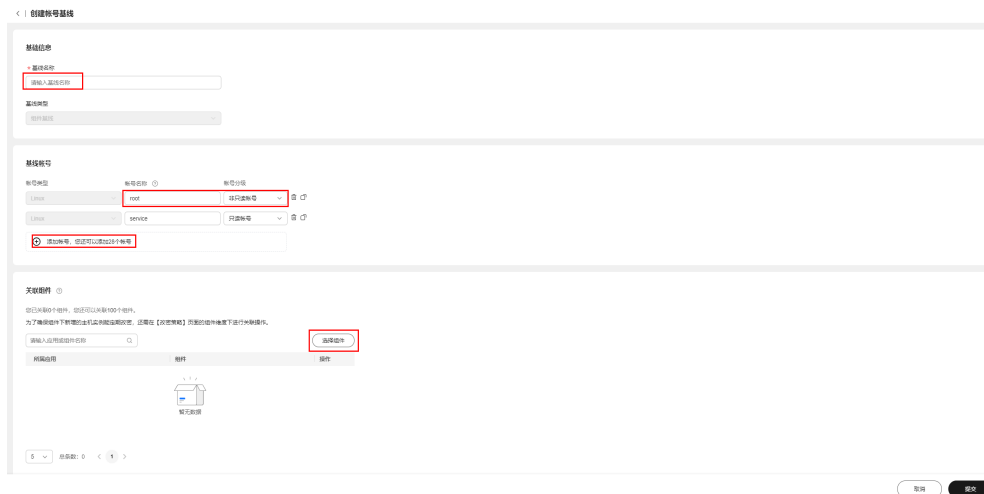 创建帐号基线
基础信息
* 基线名称
请输入基线名称
基线类型
组件基线
基线帐号
帐号类型 帐号名称 帐号分级
Linux root 非只读帐号
Linux service 只读帐号
添加帐号，您还可以添加28个帐号
关联组件
您已关联0个组件，您还可以关联100个组件。
为了确保组件下新增的主机实例能定期改密，还需在【改密策略】页面的组件维度下进行关联操作。
请输入应用或组件名称 选择组件
所属应用 组件 操作
暂无数据
5 总条数：0 < 1 >
取消 提交